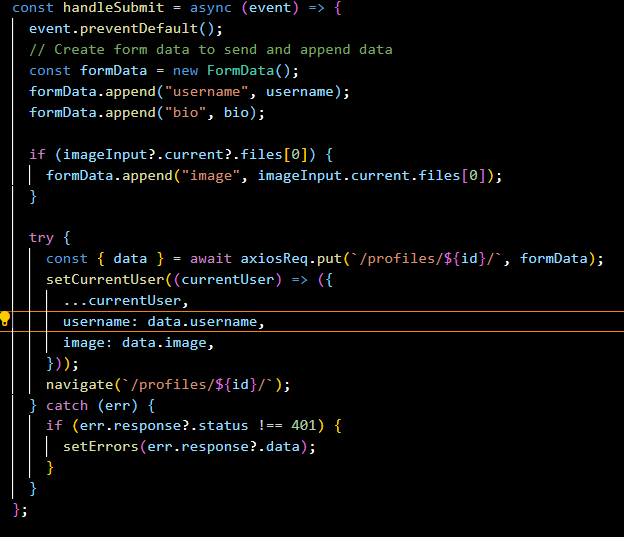 const handleSubmit = async (event) => {
event.preventDefault();
// Create form data to send and append data
const formData = new FormData();
formData.append("username", username);
formData.append("bio", bio);
if (imageInput?.current?.files[0]) {
formData.append("image", imageInput.current.files[0]);
}
try {
const { data } = await axiosReq.put(`/profiles/${id}/`, formData);
setCurrentUser((currentUser) => ({
...currentUser,
username: data.username,
image: data.image,
}));
navigate(`/profiles/${id}/`);
} catch (err) {
if (err.response?.status !== 401) {
setErrors(err.response?.data);
}
}
};